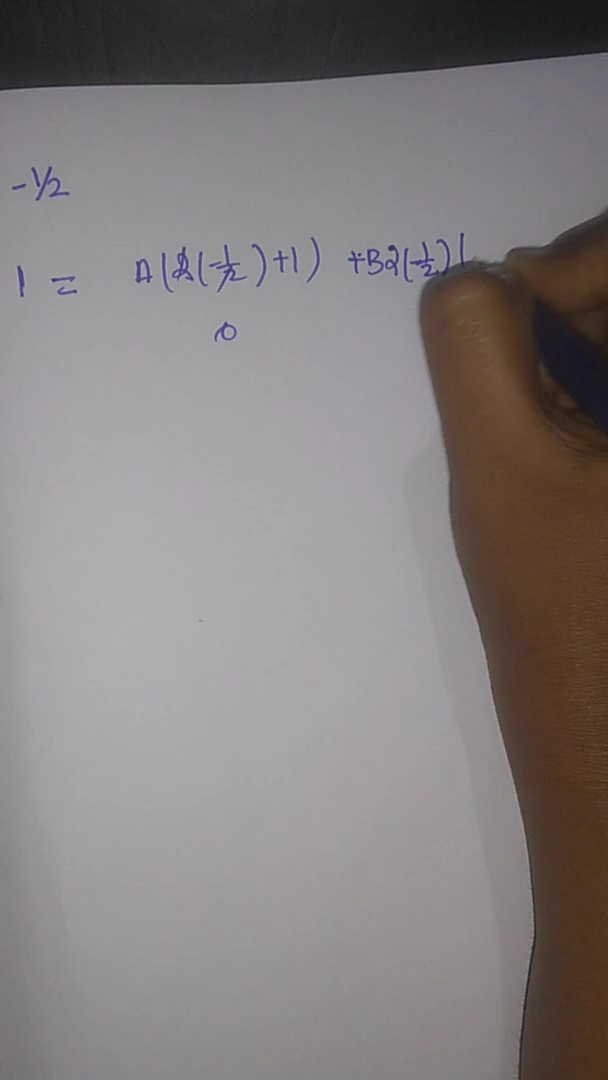 -1/2
1 = A(2(-1/2)+1) +B2(-1/2)
0